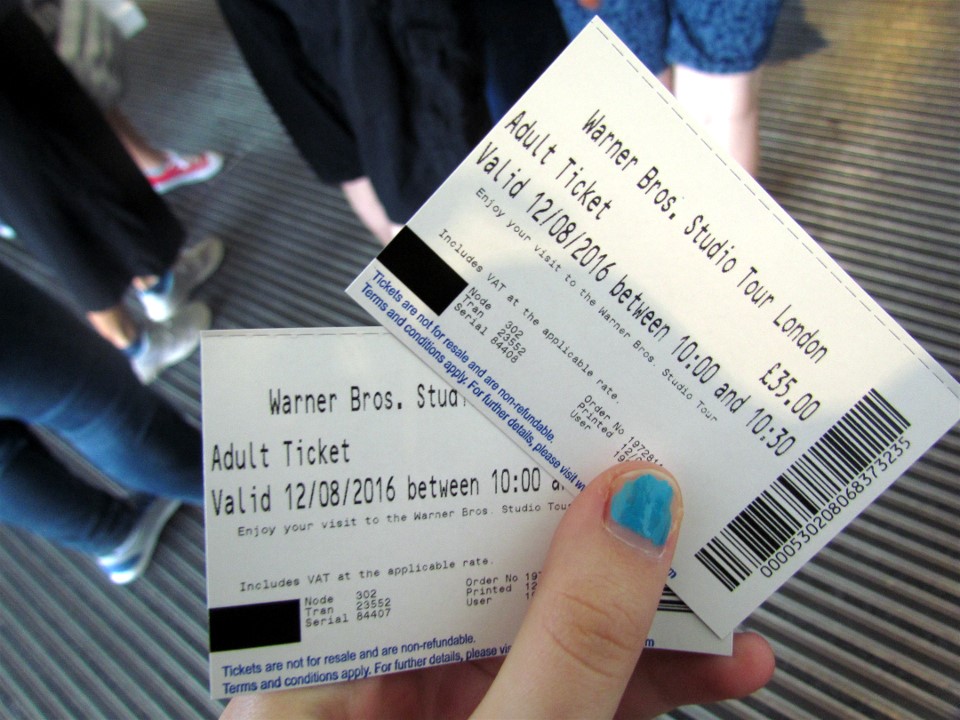 Warner Bros. Studio Tour London
Adult Ticket £35.00
Valid 12/08/2016 between 10:00 and 10:30
Enjoy your visit to the Warner Bros. Studio Tour
Includes VAT at the applicable rate.
Node 302 Order No
Tran 23552 Printed
Serial 84408 User
Tickets are not for resale and are non-refundable.
Terms and conditions apply. For further details, please visit
0000530208068373235
Warner Bros.
Adult Ticket
Valid 12/08/2016 between 10:00
Enjoy your visit to the Warner Bros. Studio
Includes VAT at the applicable rate.
Node 302 Order No
Tran 23552 Printed
Serial 84407 User
Tickets are not for resale and are non-refundable.
Terms and conditions apply. For further details, please